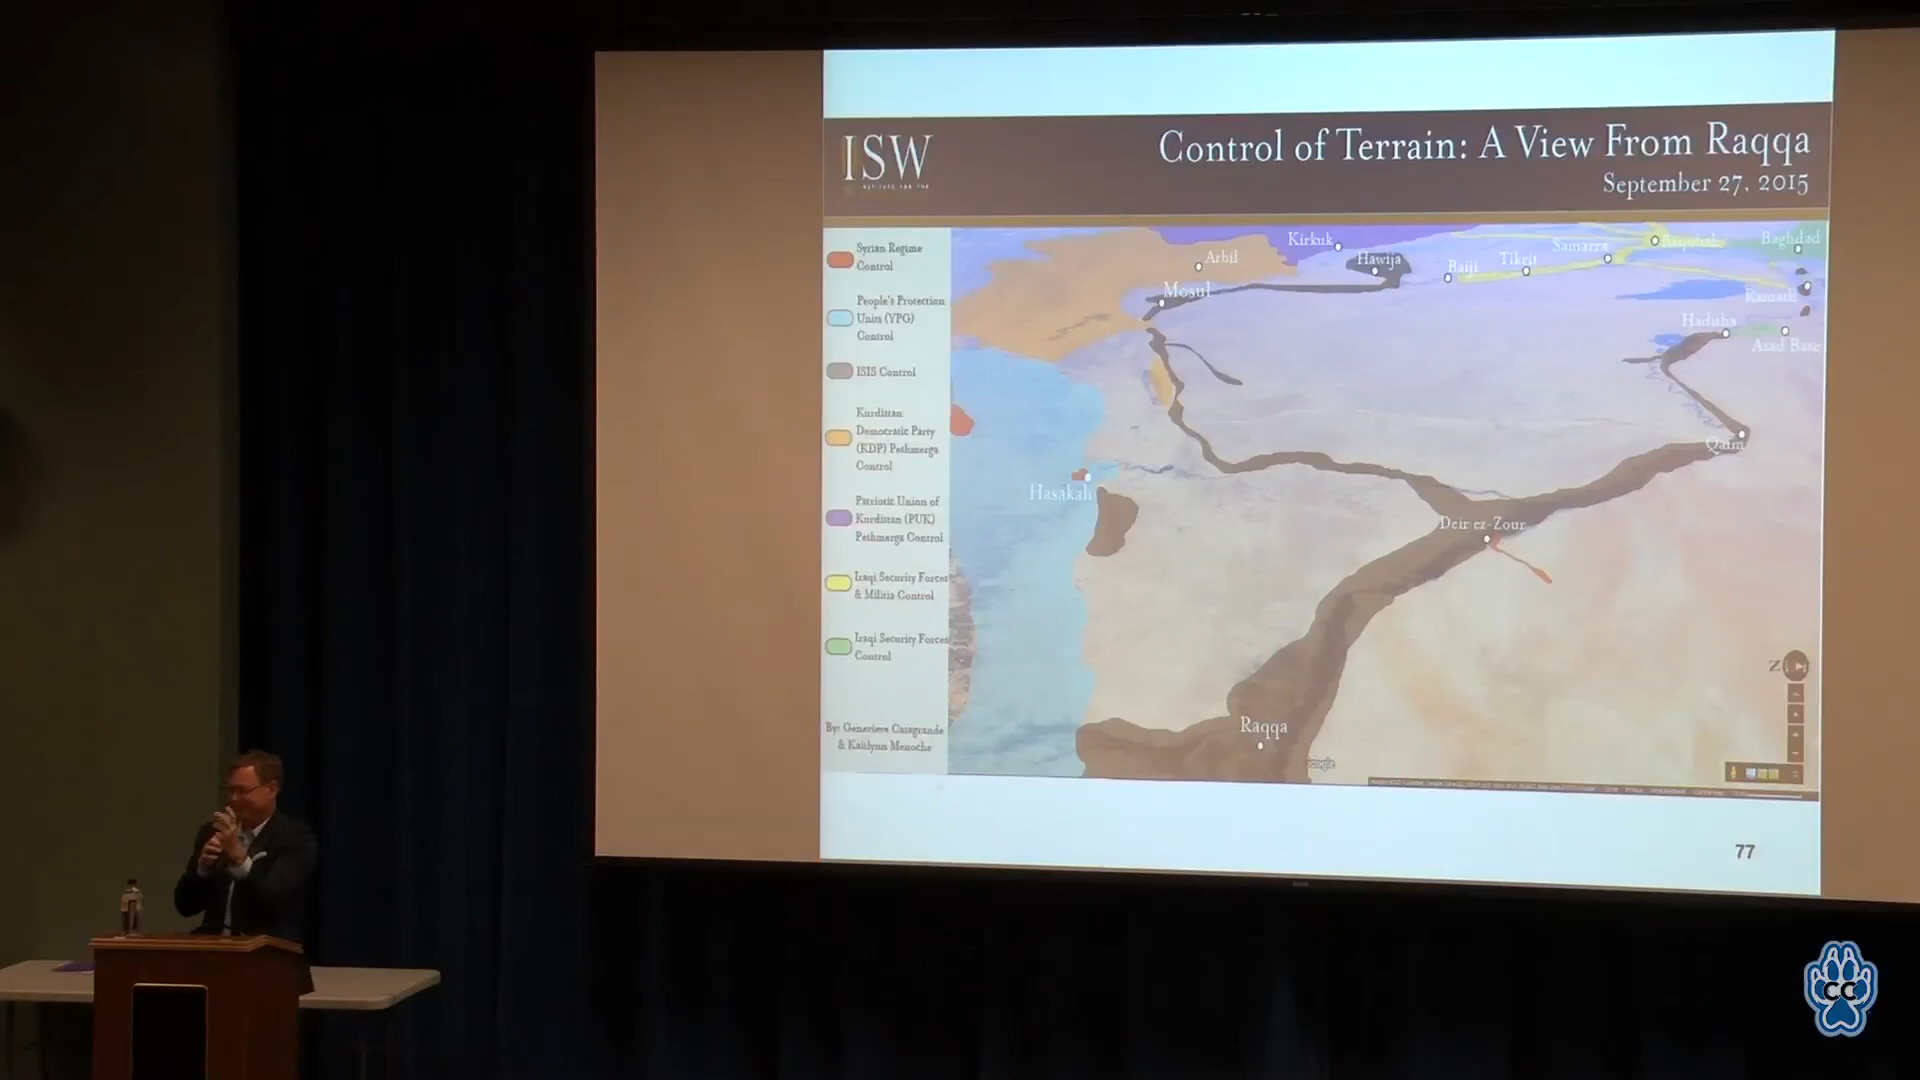 ISW
Control of Terrain: A View From Raqqa
September 27, 2015
Syrian Regime
Control
People's Protection
Units (YPG)
Control
ISIS Control
Kurdistan
Democratic Party
(KDP) Peshmerga
Control
Patriotic Union of
Kurdistan (PUK)
Peshmerga Control
Iraqi Security Forces
& Militia Control
Iraqi Security Forces
Control
By: Genevieve Casagrande
& Kaitlynn Menoche
Kirkuk
Arbil
Hawija
Mosul
Baiji
Tikrit
Samarra
Baqubah
Baghdad
Ramadi
Haditha
Asad Base
Qaim
Hasakah
Deir ez-Zour
Raqqa
Google
Z
77
CC